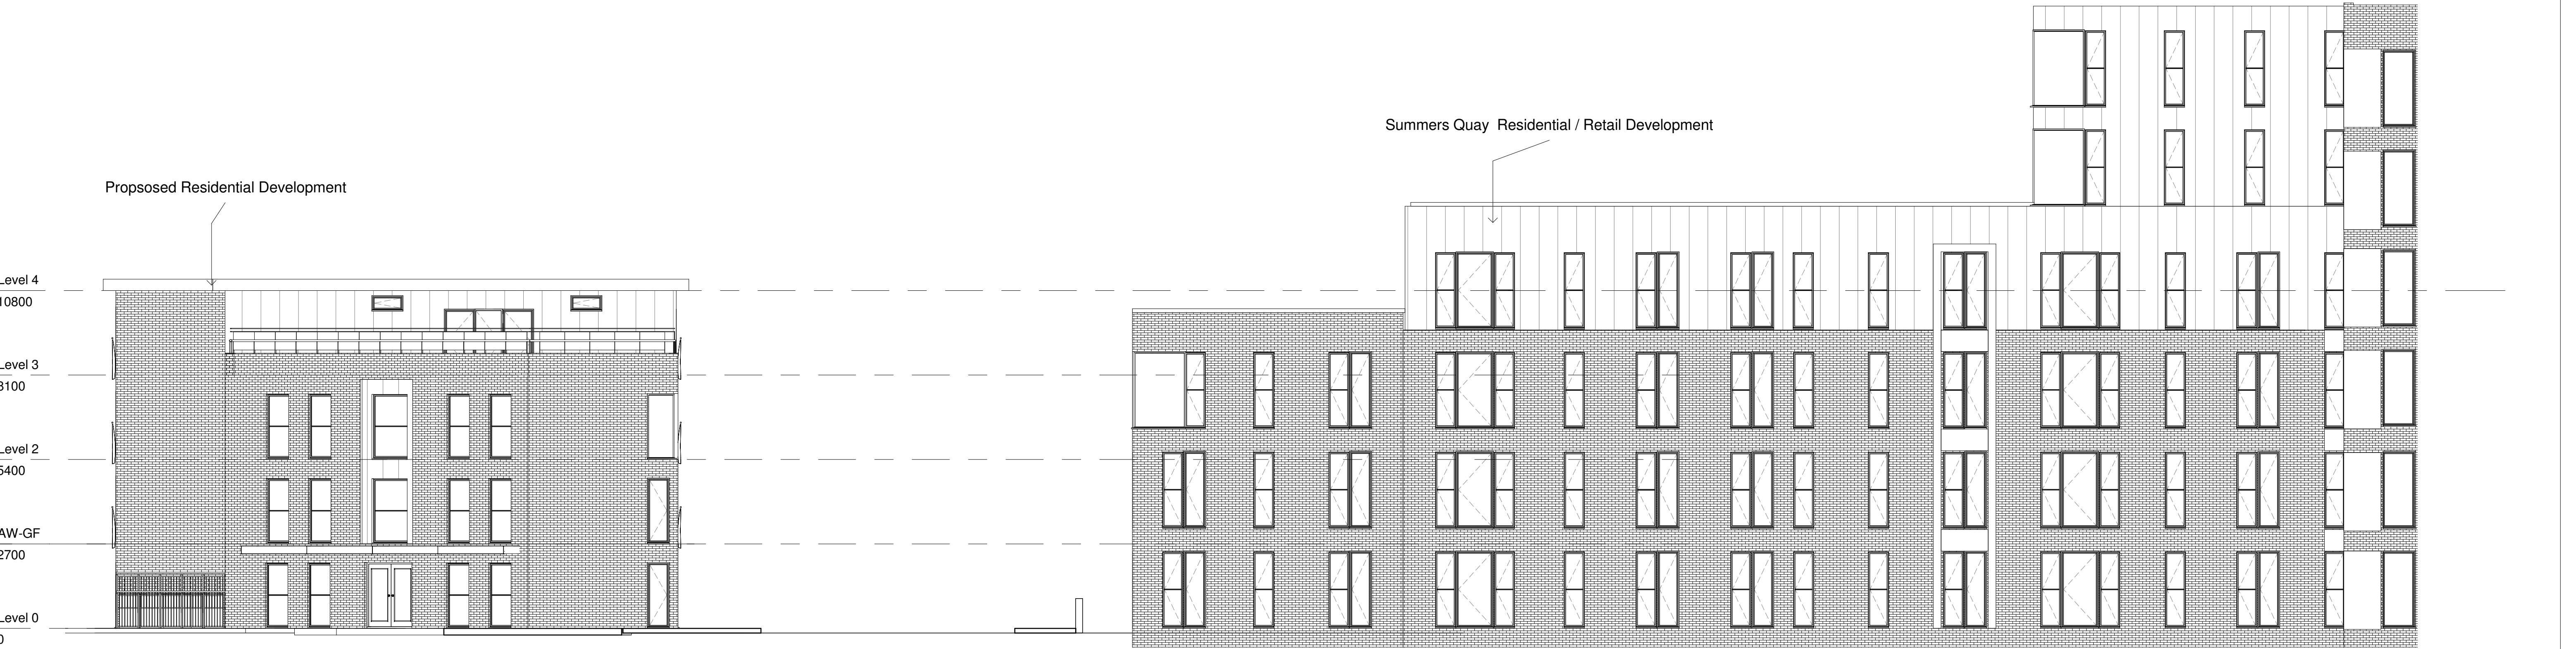 Summers Quay Residential / Retail Development
Propsosed Residential Development
Level 4
10800
Level 3
8100
Level 2
5400
AW-GF
2700
Level 0
0